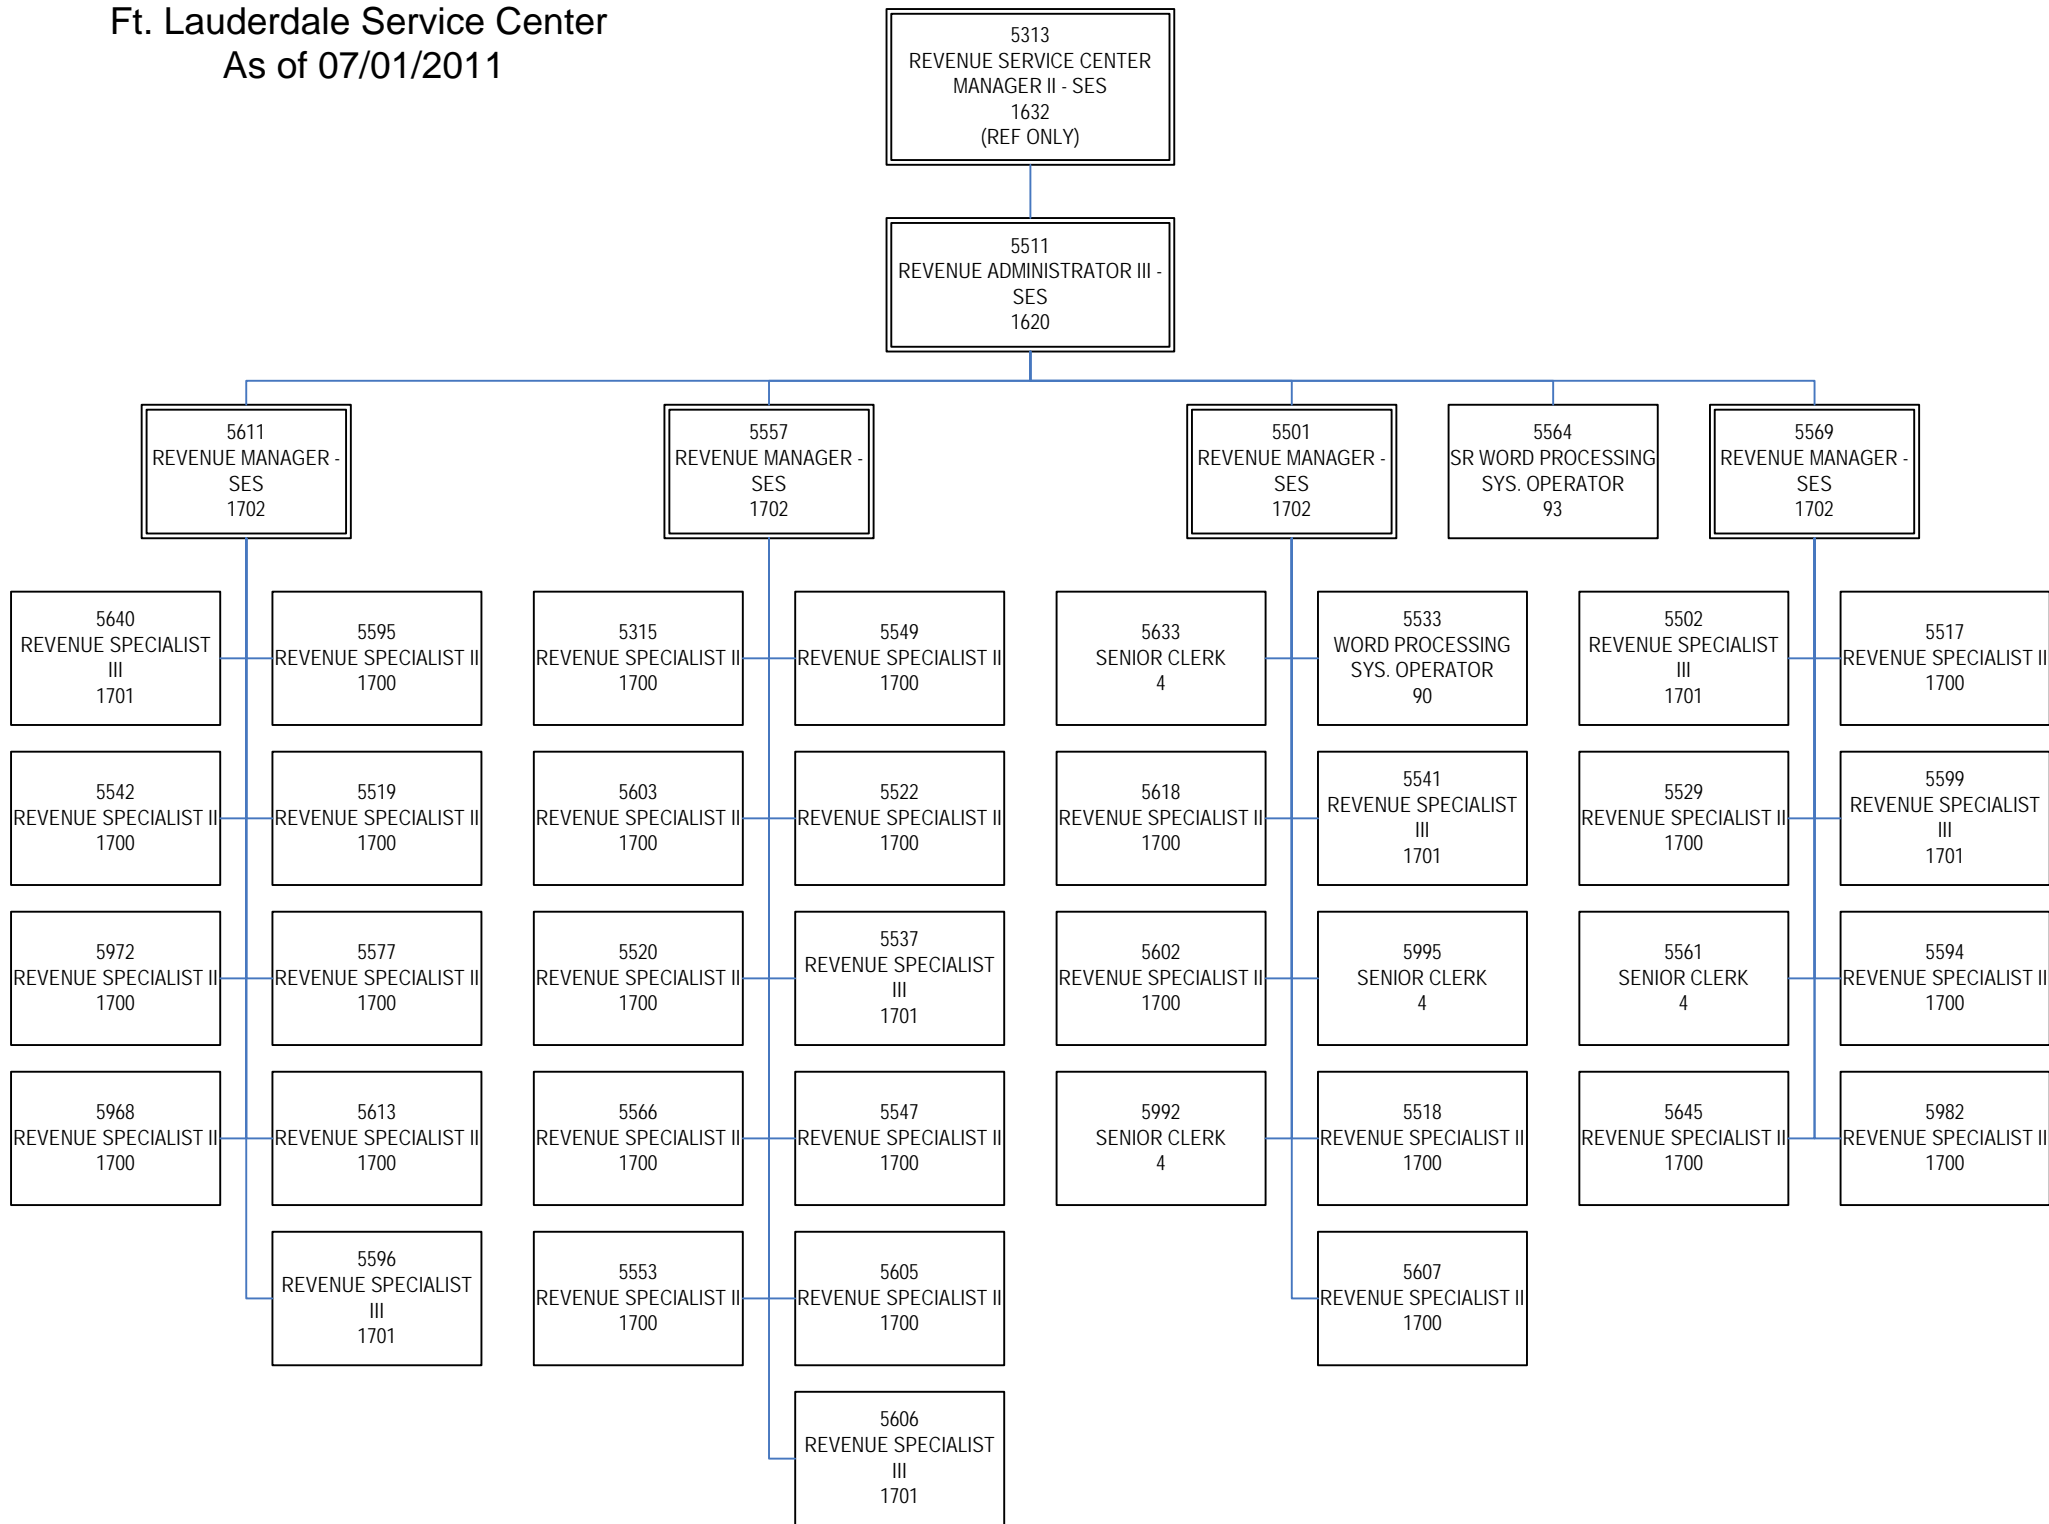 Ft. Lauderdale Service Center
As of 07/01/2011
5313
REVENUE SERVICE CENTER
MANAGER II - SES
1632
(REF ONLY)
5511
REVENUE ADMINISTRATOR III -
SES
1620
5611
REVENUE MANAGER -
SES
1702
5557
REVENUE MANAGER -
SES
1702
5501
REVENUE MANAGER -
SES
1702
5564
SR WORD PROCESSING
SYS. OPERATOR
93
5569
REVENUE MANAGER -
SES
1702
5640
REVENUE SPECIALIST
III
1701
5595
REVENUE SPECIALIST II
1700
5315
REVENUE SPECIALIST II
1700
5549
REVENUE SPECIALIST II
1700
5633
SENIOR CLERK
4
5533
WORD PROCESSING
SYS. OPERATOR
90
5502
REVENUE SPECIALIST
III
1701
5517
REVENUE SPECIALIST II
1700
5542
REVENUE SPECIALIST II
1700
5519
REVENUE SPECIALIST II
1700
5603
REVENUE SPECIALIST II
1700
5522
REVENUE SPECIALIST II
1700
5618
REVENUE SPECIALIST II
1700
5541
REVENUE SPECIALIST
III
1701
5529
REVENUE SPECIALIST II
1700
5599
REVENUE SPECIALIST
III
1701
5972
REVENUE SPECIALIST II
1700
5577
REVENUE SPECIALIST II
1700
5520
REVENUE SPECIALIST II
1700
5537
REVENUE SPECIALIST
III
1701
5602
REVENUE SPECIALIST II
1700
5995
SENIOR CLERK
4
5561
SENIOR CLERK
4
5594
REVENUE SPECIALIST II
1700
5968
REVENUE SPECIALIST II
1700
5613
REVENUE SPECIALIST II
1700
5566
REVENUE SPECIALIST II
1700
5547
REVENUE SPECIALIST II
1700
5992
SENIOR CLERK
4
5518
REVENUE SPECIALIST II
1700
5645
REVENUE SPECIALIST II
1700
5982
REVENUE SPECIALIST II
1700
5596
REVENUE SPECIALIST
III
1701
5553
REVENUE SPECIALIST II
1700
5605
REVENUE SPECIALIST II
1700
5607
REVENUE SPECIALIST II
1700
5606
REVENUE SPECIALIST
III
1701